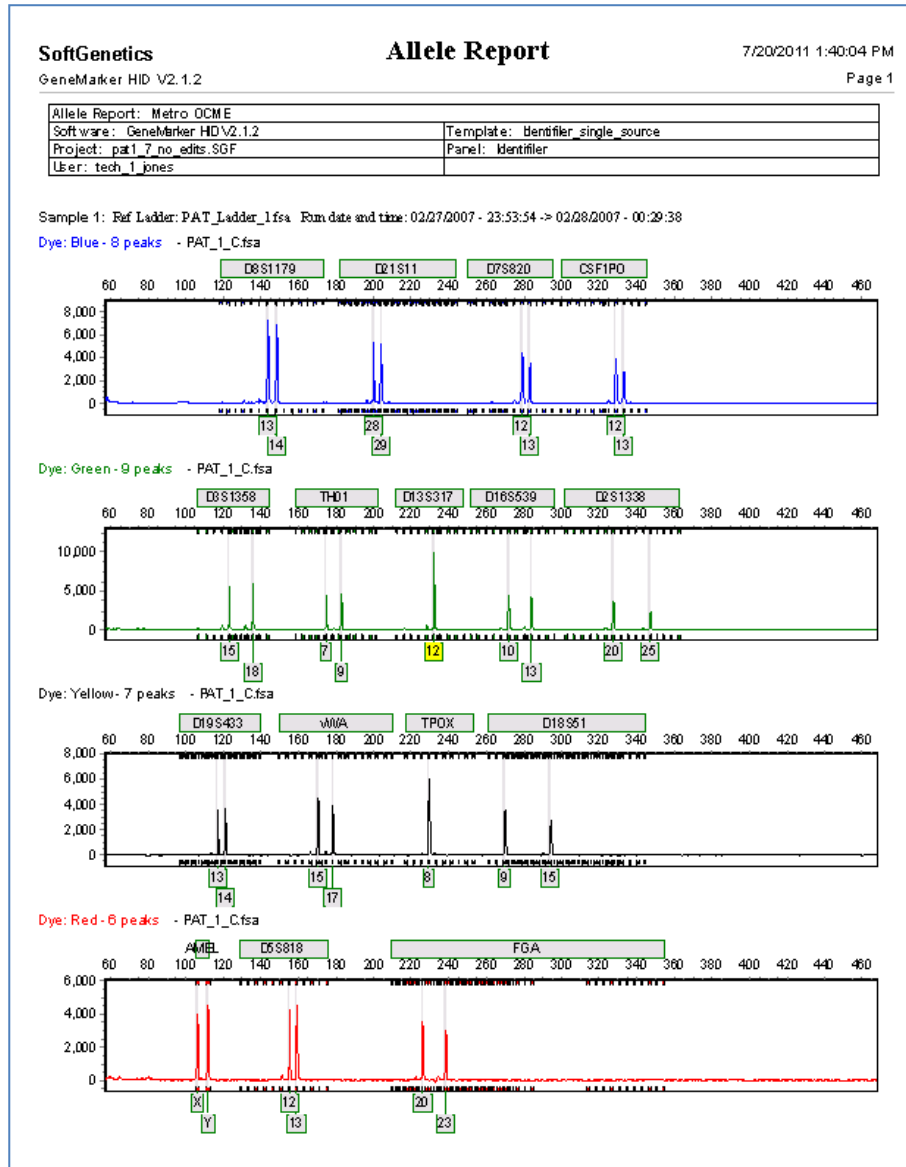 SoftGenetics Allele Report 7/20/2011 1:40:04 PM
GeneMarker HID V2.1.2 Page 1
Allele Report: Metro OCME
Software: GeneMarker HID V2.1.2 Template: Identifiler_single_source
Project: pat1_7_no_edits.SGF Panel: Identifiler
User: tech_1_jones
Sample 1: Ref Ladder: PAT_Ladder_1.fsa Run date and time: 02/27/2007 - 23:53:54 -> 02/28/2007 - 00:29:38
Dye: Blue - 8 peaks - PAT_1_C.fsa
D8S1179 D21S11 D7S820 CSF1PO
60 80 100 120 140 160 180 200 220 240 260 280 300 320 340 360 380 400 420 440 460
8,000
6,000
4,000
2,000
0
13 28 12 12
14 29 13 13
Dye: Green - 9 peaks - PAT_1_C.fsa
D3S1358 TH01 D13S317 D16S539 D2S1338
60 80 100 120 140 160 180 200 220 240 260 280 300 320 340 360 380 400 420 440 460
10,000
5,000
0
15 7 12 10 20 25
18 9 13
Dye: Yellow - 7 peaks - PAT_1_C.fsa
D19S433 vWA TPOX D18S51
60 80 100 120 140 160 180 200 220 240 260 280 300 320 340 360 380 400 420 440 460
8,000
6,000
4,000
2,000
0
13 15 8 9 15
14 17
Dye: Red - 6 peaks - PAT_1_C.fsa
AMEL D5S818 FGA
60 80 100 120 140 160 180 200 220 240 260 280 300 320 340 360 380 400 420 440 460
6,000
4,000
2,000
0
X 12 20
Y 13 23